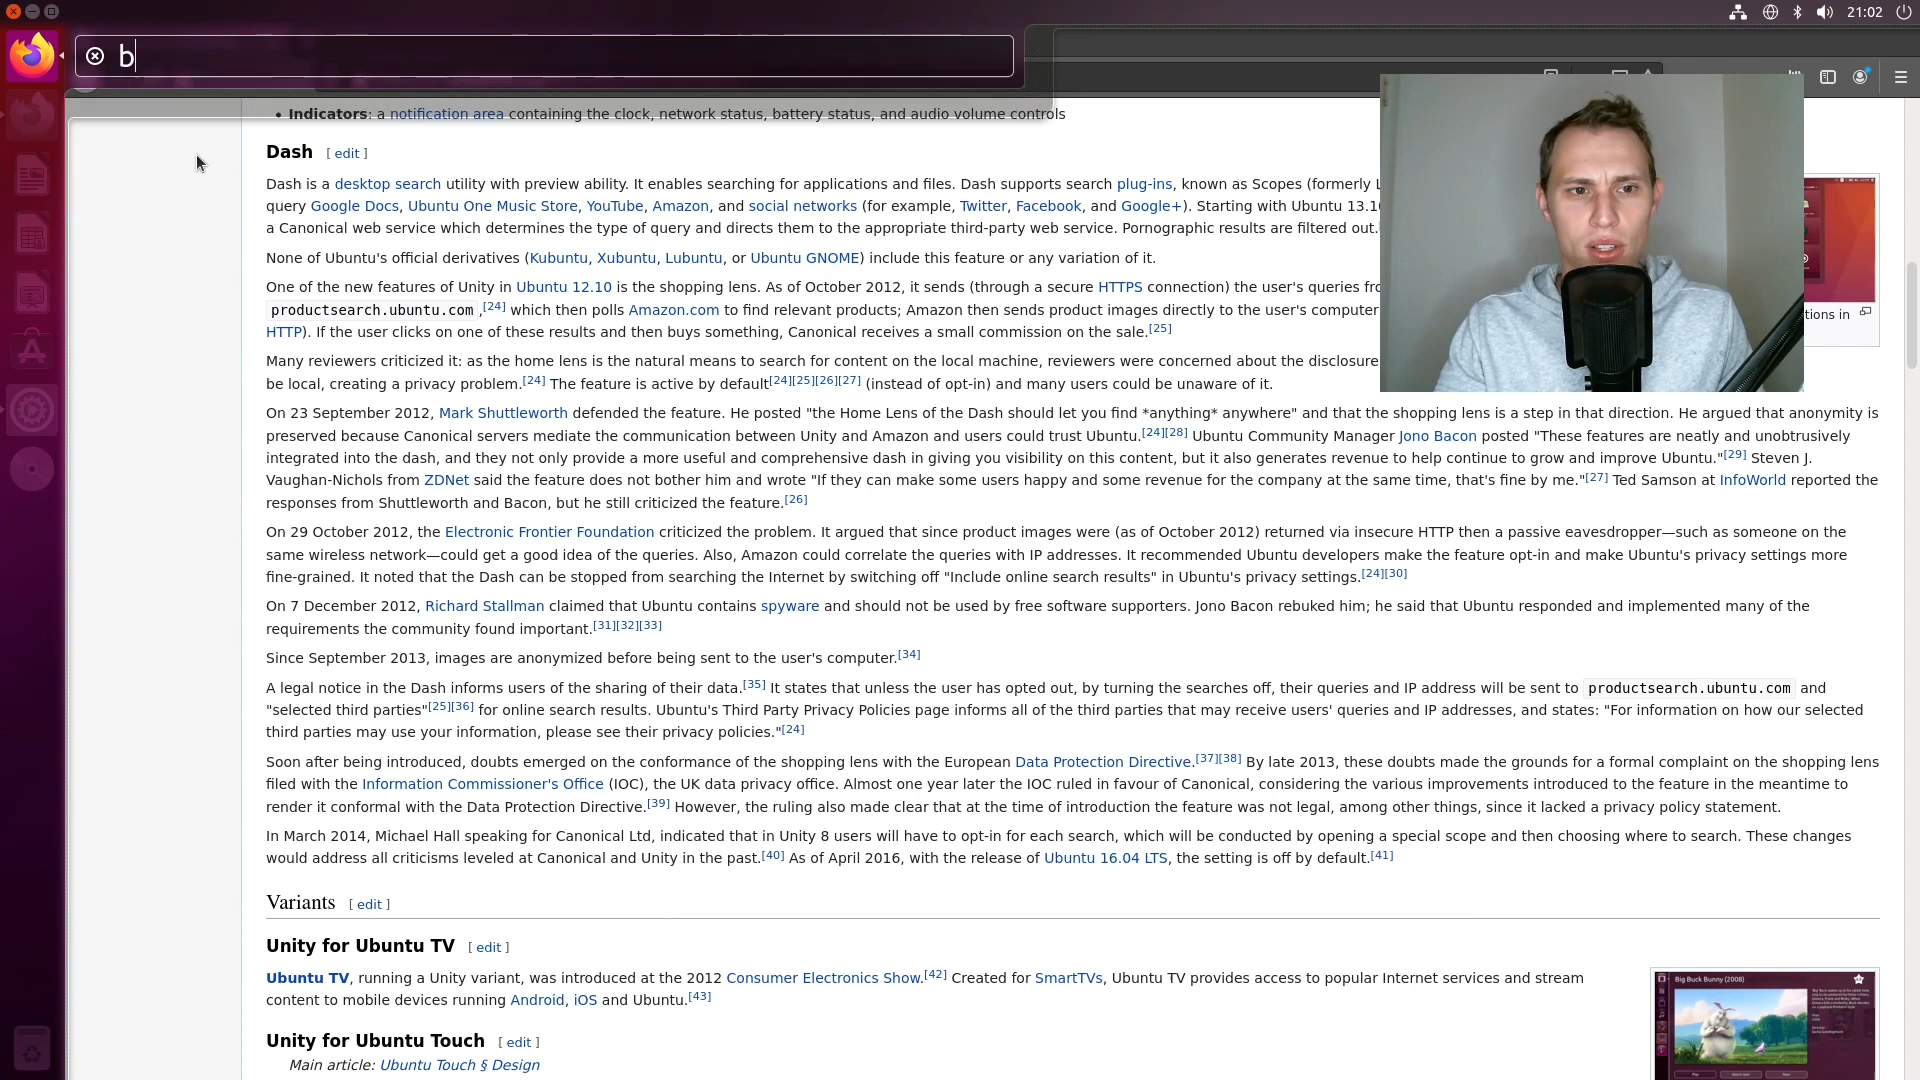 21:02
b
• Indicators: a notification area containing the clock, network status, battery status, and audio volume controls
Dash [ edit ]
Dash is a desktop search utility with preview ability. It enables searching for applications and files. Dash supports search plug-ins, known as Scopes (formerly L
query Google Docs, Ubuntu One Music Store, YouTube, Amazon, and social networks (for example, Twitter, Facebook, and Google+). Starting with Ubuntu 13.1
a Canonical web service which determines the type of query and directs them to the appropriate third-party web service. Pornographic results are filtered out.
None of Ubuntu's official derivatives (Kubuntu, Xubuntu, Lubuntu, or Ubuntu GNOME) include this feature or any variation of it.
One of the new features of Unity in Ubuntu 12.10 is the shopping lens. As of October 2012, it sends (through a secure HTTPS connection) the user's queries fr
productsearch.ubuntu.com,[24] which then polls Amazon.com to find relevant products; Amazon then sends product images directly to the user's computer
tions in
HTTP). If the user clicks on one of these results and then buys something, Canonical receives a small commission on the sale.[25]
Many reviewers criticized it: as the home lens is the natural means to search for content on the local machine, reviewers were concerned about the disclosure
be local, creating a privacy problem.[24] The feature is active by default[24][25][26][27] (instead of opt-in) and many users could be unaware of it.
On 23 September 2012, Mark Shuttleworth defended the feature. He posted "the Home Lens of the Dash should let you find *anything* anywhere" and that the shopping lens is a step in that direction. He argued that anonymity is
preserved because Canonical servers mediate the communication between Unity and Amazon and users could trust Ubuntu.[24][28] Ubuntu Community Manager Jono Bacon posted "These features are neatly and unobtrusively
integrated into the dash, and they not only provide a more useful and comprehensive dash in giving you visibility on this content, but it also generates revenue to help continue to grow and improve Ubuntu."[29] Steven J.
Vaughan-Nichols from ZDNet said the feature does not bother him and wrote "If they can make some users happy and some revenue for the company at the same time, that's fine by me."[27] Ted Samson at InfoWorld reported the
responses from Shuttleworth and Bacon, but he still criticized the feature.[26]
On 29 October 2012, the Electronic Frontier Foundation criticized the problem. It argued that since product images were (as of October 2012) returned via insecure HTTP then a passive eavesdropper—such as someone on the
same wireless network—could get a good idea of the queries. Also, Amazon could correlate the queries with IP addresses. It recommended Ubuntu developers make the feature opt-in and make Ubuntu's privacy settings more
fine-grained. It noted that the Dash can be stopped from searching the Internet by switching off "Include online search results" in Ubuntu's privacy settings.[24][30]
On 7 December 2012, Richard Stallman claimed that Ubuntu contains spyware and should not be used by free software supporters. Jono Bacon rebuked him; he said that Ubuntu responded and implemented many of the
requirements the community found important.[31][32][33]
Since September 2013, images are anonymized before being sent to the user's computer.[34]
A legal notice in the Dash informs users of the sharing of their data.[35] It states that unless the user has opted out, by turning the searches off, their queries and IP address will be sent to productsearch.ubuntu.com and
"selected third parties"[25][36] for online search results. Ubuntu's Third Party Privacy Policies page informs all of the third parties that may receive users' queries and IP addresses, and states: "For information on how our selected
third parties may use your information, please see their privacy policies."[24]
Soon after being introduced, doubts emerged on the conformance of the shopping lens with the European Data Protection Directive.[37][38] By late 2013, these doubts made the grounds for a formal complaint on the shopping lens
filed with the Information Commissioner's Office (IOC), the UK data privacy office. Almost one year later the IOC ruled in favour of Canonical, considering the various improvements introduced to the feature in the meantime to
render it conformal with the Data Protection Directive.[39] However, the ruling also made clear that at the time of introduction the feature was not legal, among other things, since it lacked a privacy policy statement.
In March 2014, Michael Hall speaking for Canonical Ltd, indicated that in Unity 8 users will have to opt-in for each search, which will be conducted by opening a special scope and then choosing where to search. These changes
would address all criticisms leveled at Canonical and Unity in the past.[40] As of April 2016, with the release of Ubuntu 16.04 LTS, the setting is off by default.[41]
Variants [ edit ]
Unity for Ubuntu TV [ edit ]
Ubuntu TV, running a Unity variant, was introduced at the 2012 Consumer Electronics Show.[42] Created for SmartTVs, Ubuntu TV provides access to popular Internet services and stream
content to mobile devices running Android, iOS and Ubuntu.[43]
Big Buck Bunny (2008)
Unity for Ubuntu Touch [ edit ]
Main article: Ubuntu Touch § Design